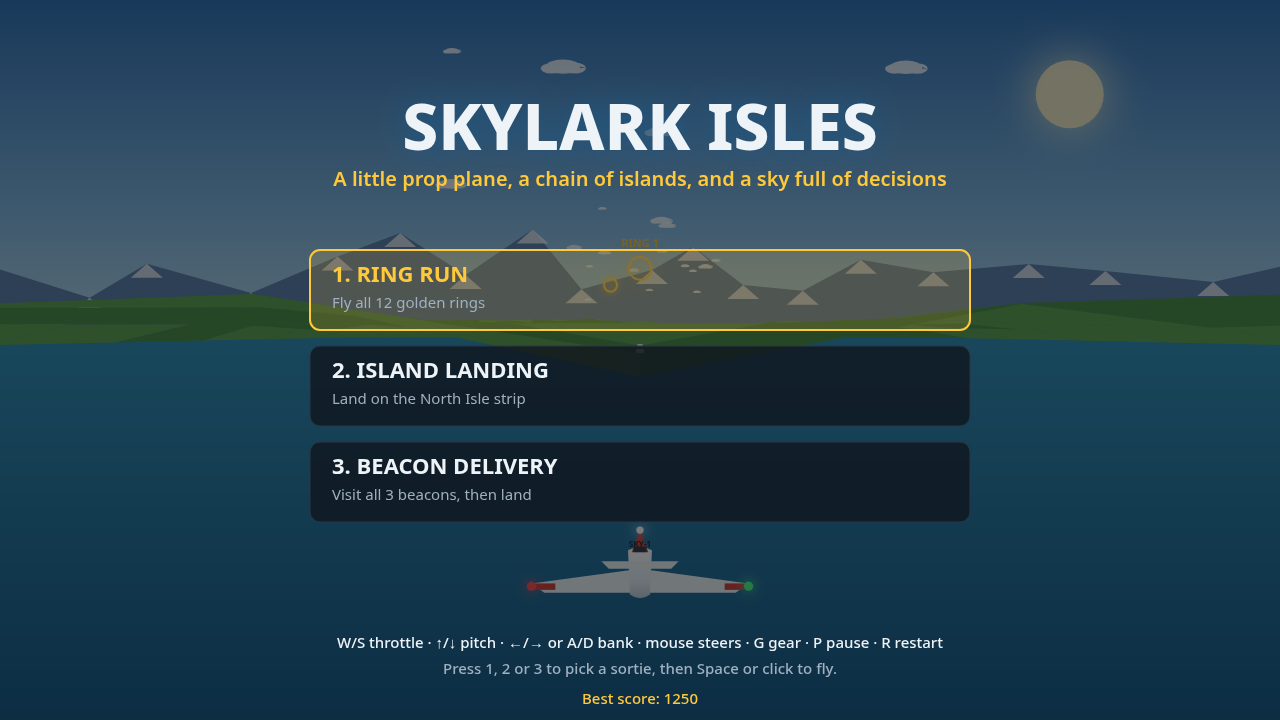 SKYLARK ISLES
A little prop plane, a chain of islands, and a sky full of decisions
RING 1
1. RING RUN
Fly all 12 golden rings
2. ISLAND LANDING
Land on the North Isle strip
3. BEACON DELIVERY
Visit all 3 beacons, then land
SKY-1
W/S throttle · ↑/↓ pitch · ←/→ or A/D bank · mouse steers · G gear · P pause · R restart
Press 1, 2 or 3 to pick a sortie, then Space or click to fly.
Best score: 1250